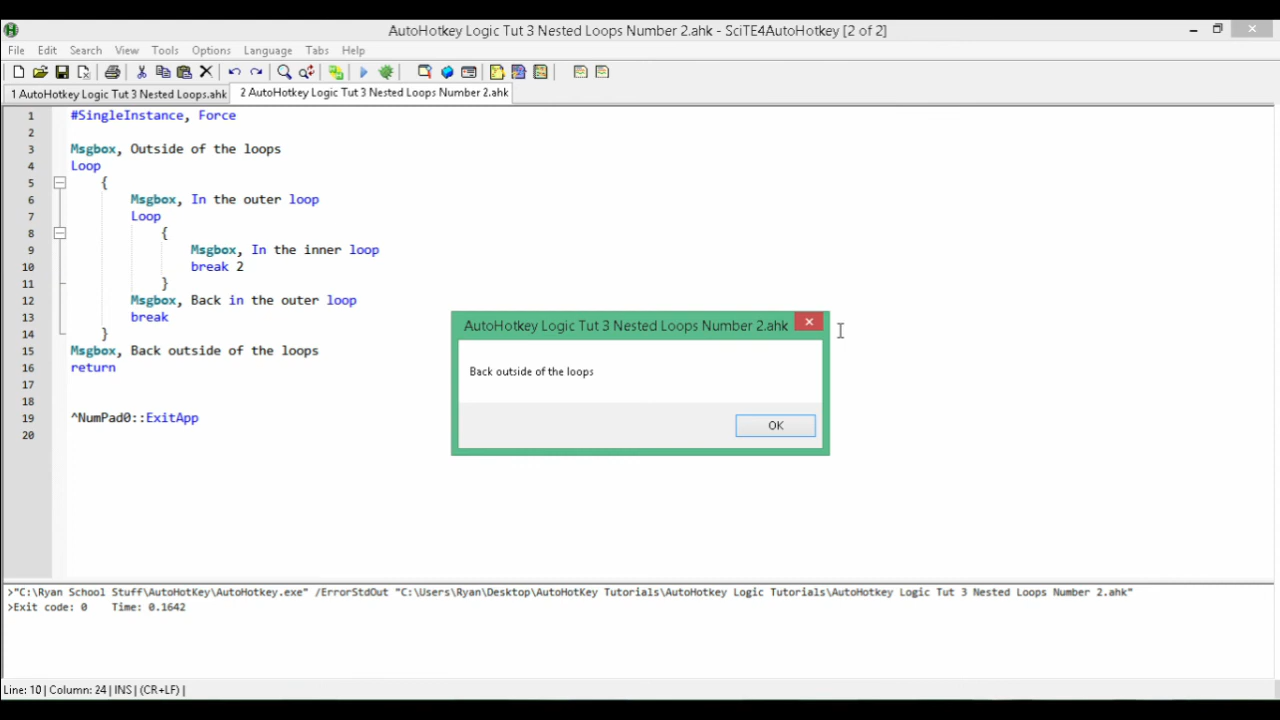 AutoHotkey Logic Tut 3 Nested Loops Number 2.ahk - SciTE4AutoHotkey [2 of 2]
File Edit Search View Tools Options Language Tabs Help
1 AutoHotkey Logic Tut 3 Nested Loops.ahk 2 AutoHotkey Logic Tut 3 Nested Loops Number 2.ahk
1 #SingleInstance, Force
2
3 Msgbox, Outside of the loops
4 Loop
5 {
6 Msgbox, In the outer loop
7 Loop
8 {
9 Msgbox, In the inner loop
10 break 2
11 }
12 Msgbox, Back in the outer loop
13 break
14 }
15 Msgbox, Back outside of the loops
16 return
17
18
19 ^NumPad0::ExitApp
20
AutoHotkey Logic Tut 3 Nested Loops Number 2.ahk
Back outside of the loops
OK
>"C:\Ryan School Stuff\AutoHotKey\AutoHotkey.exe" /ErrorStdOut "C:\Users\Ryan\Desktop\AutoHotKey Tutorials\AutoHotkey Logic Tutorials\AutoHotkey Logic Tut 3 Nested Loops Number 2.ahk"
>Exit code: 0 Time: 0.1642
Line: 10 | Column: 24 | INS | (CR+LF) |